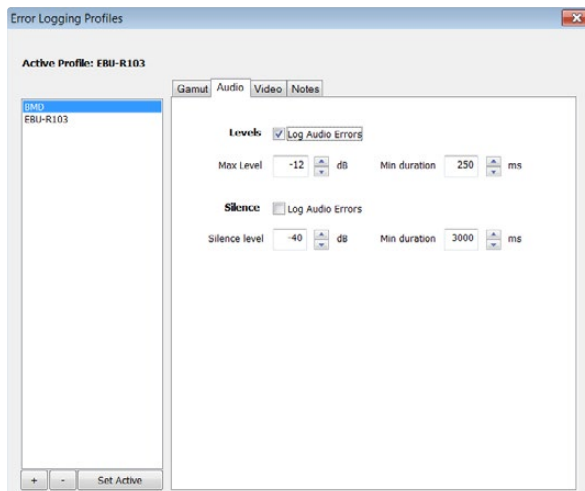 Error Logging Profiles
Active Profile: EBU-R103
BMD
EBU-R103
Gamut Audio Video Notes
Levels Log Audio Errors
Max Level -12 dB Min duration 250 ms
Silence Log Audio Errors
Silence level -40 dB Min duration 3000 ms
+ - Set Active